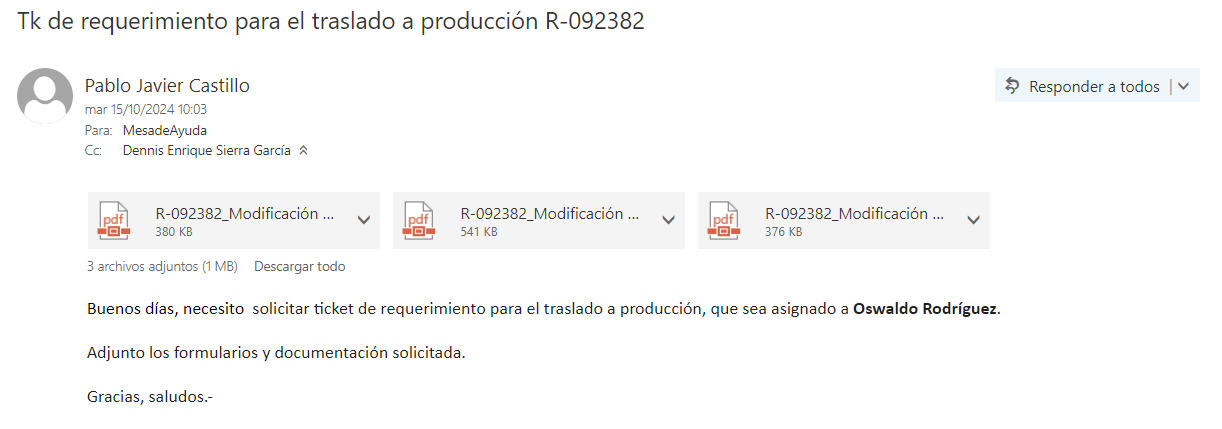 Tk de requerimiento para el traslado a producción R-092382
Pablo Javier Castillo
Responder a todos
mar 15/10/2024 10:03
Para: MesadeAyuda
Cc: Dennis Enrique Sierra García
pdf R-092382_Modificación ... 380 KB
pdf R-092382_Modificación ... 541 KB
pdf R-092382_Modificación ... 376 KB
3 archivos adjuntos (1 MB) Descargar todo
Buenos días, necesito solicitar ticket de requerimiento para el traslado a producción, que sea asignado a Oswaldo Rodríguez.
Adjunto los formularios y documentación solicitada.
Gracias, saludos.-